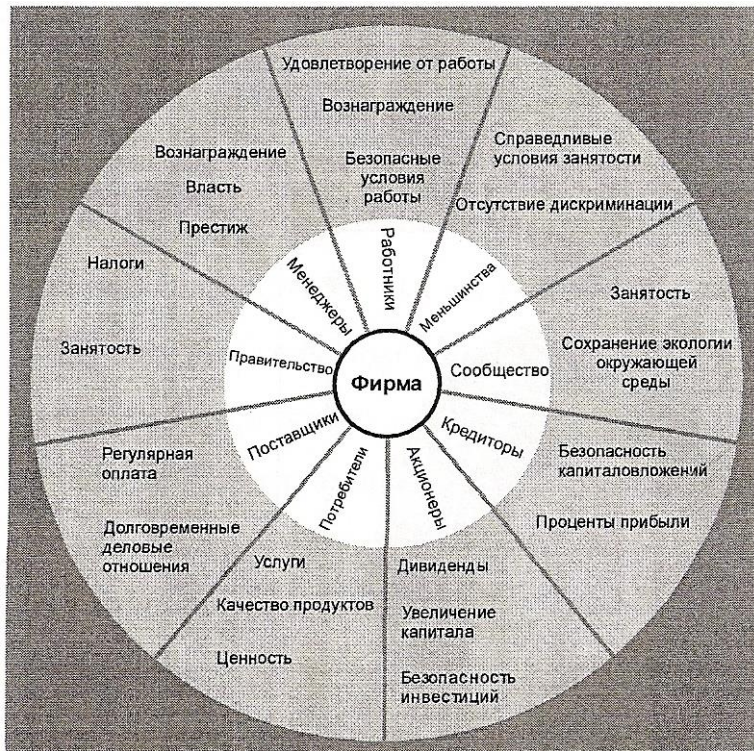 Удовлетворение от работы
Вознаграждение
Безопасные
условия
работы
Работники
Справедливые
условия занятости
Отсутствие дискриминации
Меньшинства
Занятость
Сохранение экологии
окружающей
среды
Сообщество
Безопасность
капиталовложений
Проценты прибыли
Кредиторы
Дивиденды
Увеличение
капитала
Безопасность
инвестиций
Акционеры
Услуги
Качество продуктов
Ценность
Потребители
Регулярная
оплата
Долговременные
деловые
отношения
Поставщики
Налоги
Занятость
Правительство
Вознаграждение
Власть
Престиж
Менеджеры
Фирма